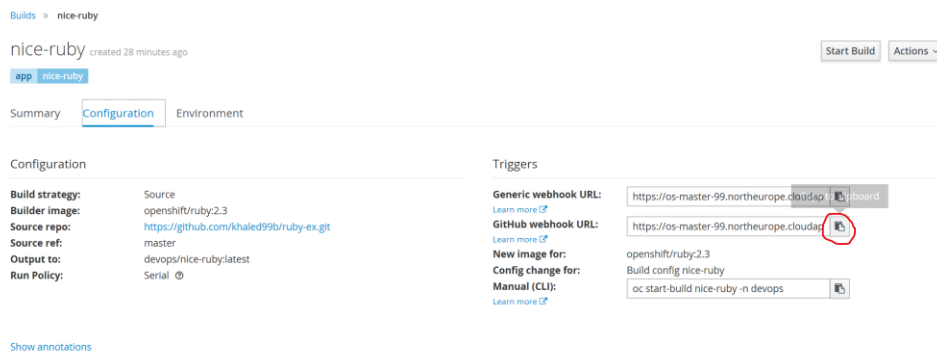 Builds » nice-ruby
nice-ruby created 28 minutes ago
Start Build Actions
app nice-ruby
Summary Configuration Environment
Configuration
Build strategy: Source
Builder image: openshift/ruby:2.3
Source repo: https://github.com/khaled99b/ruby-ex.git
Source ref: master
Output to: devops/nice-ruby:latest
Run Policy: Serial
Triggers
Generic webhook URL: https://os-master-99.northeurope.cloudap
Learn more
GitHub webhook URL: https://os-master-99.northeurope.cloudap
Learn more
New image for: openshift/ruby:2.3
Config change for: Build config nice-ruby
Manual (CLI): oc start-build nice-ruby -n devops
Learn more
Show annotations